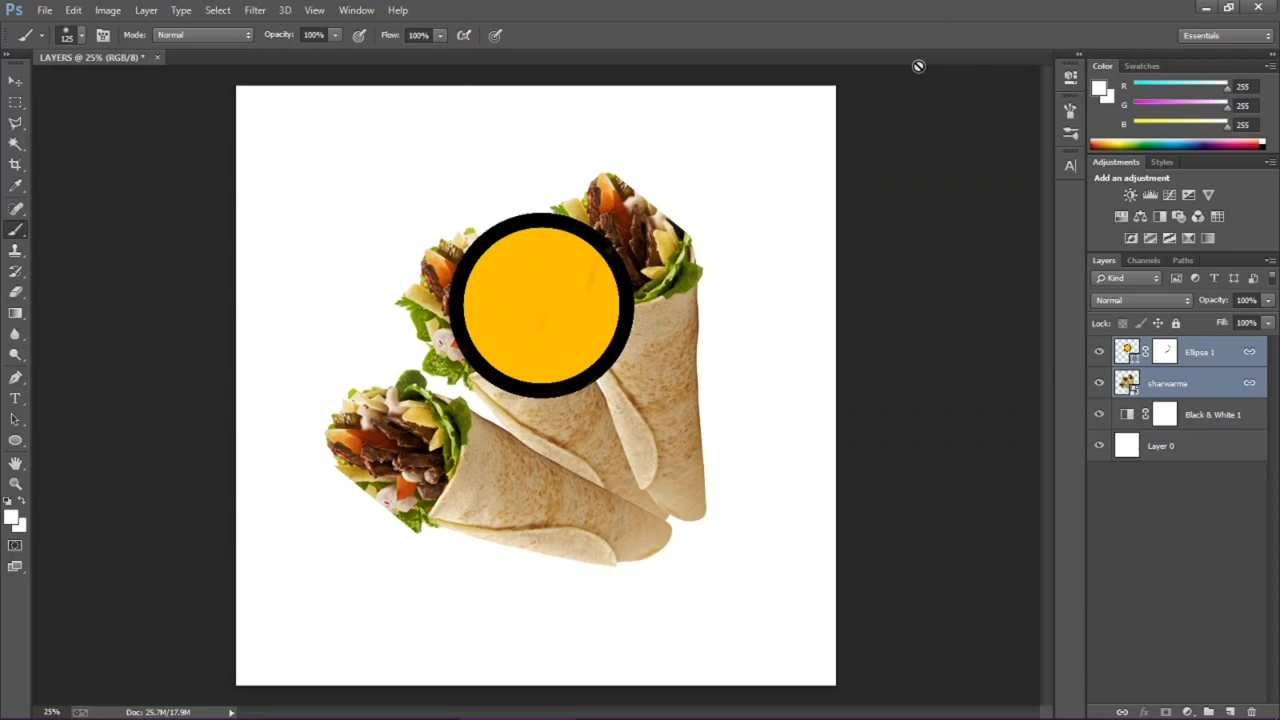 Ps File Edit Image Layer Type Select Filter 3D View Window Help
125 Mode: Normal Opacity: 100% Flow: 100% Essentials
LAYERS @ 25% (RGB/8) * ×
Color Swatches
R 255
G 255
B 255
Adjustments Styles
Add an adjustment
Layers Channels Paths
Kind
Normal Opacity: 100%
Lock: Fill: 100%
Ellipse 1
sharwarma
Black & White 1
Layer 0
25% Doc: 25.7M/17.9M